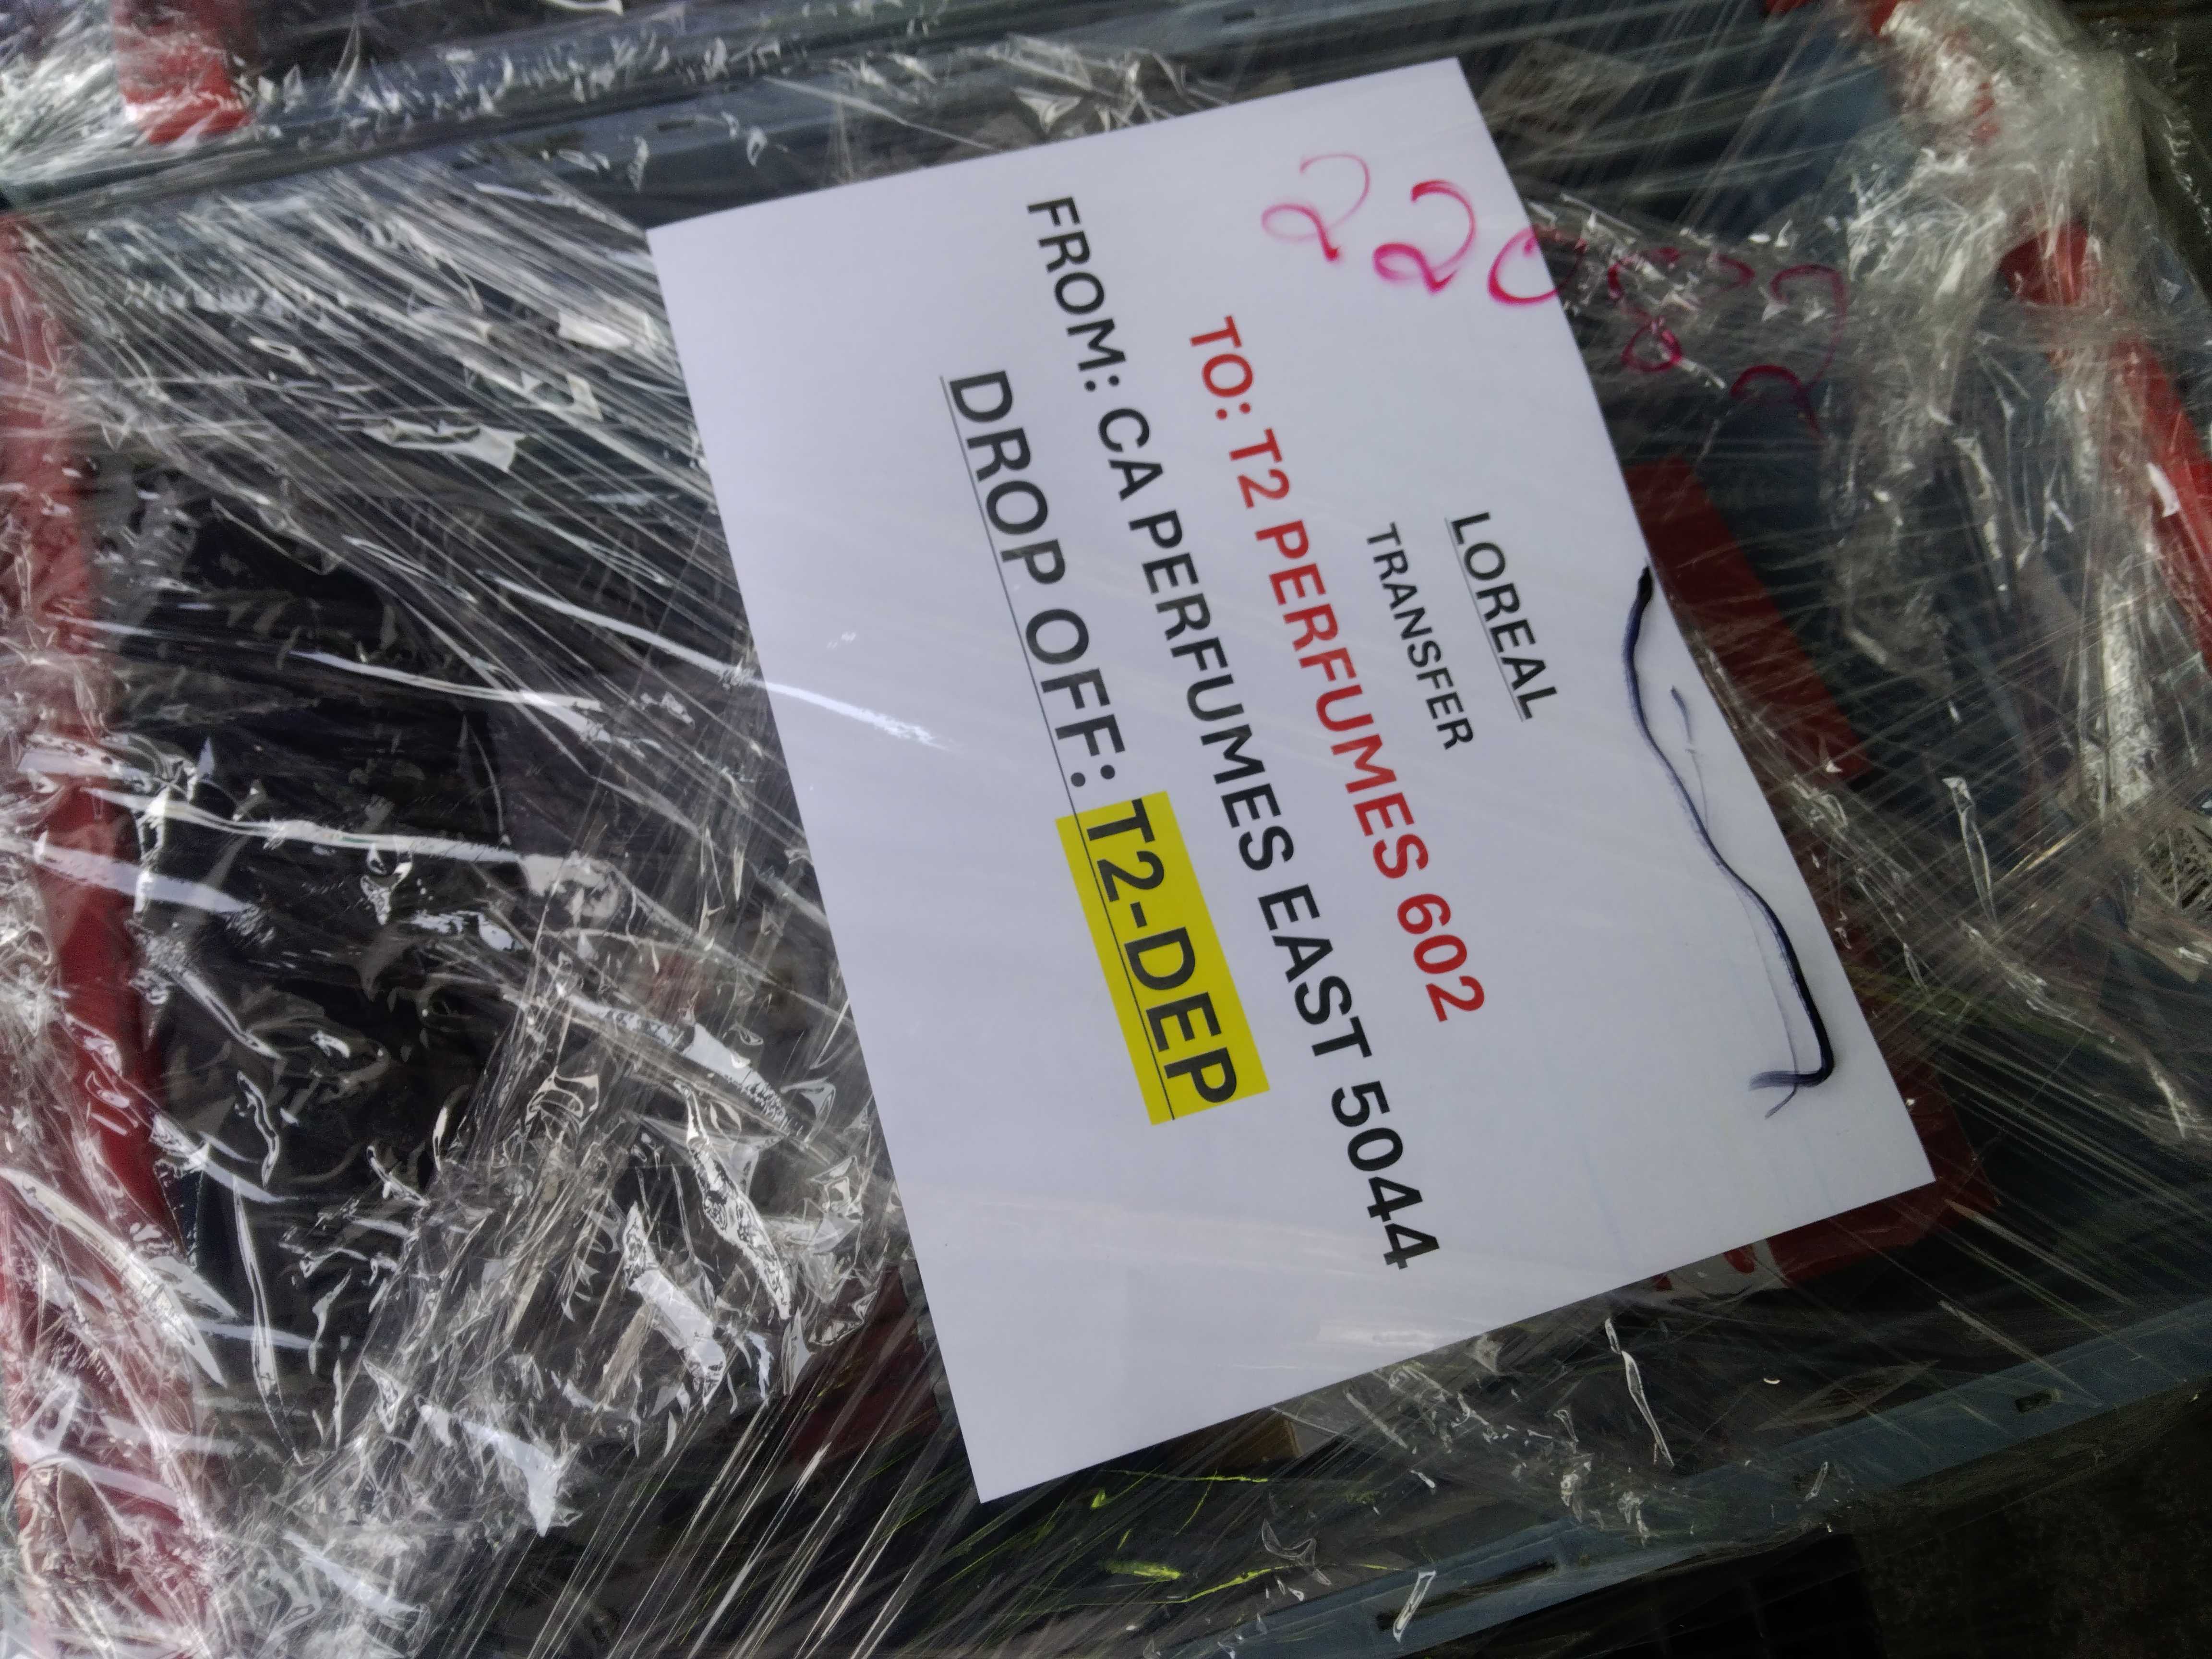 LOREAL
TRANSFER
TO: T2 PERFUMES 602
FROM: CA PERFUMES EAST 5044
DROP OFF: T2-DEP